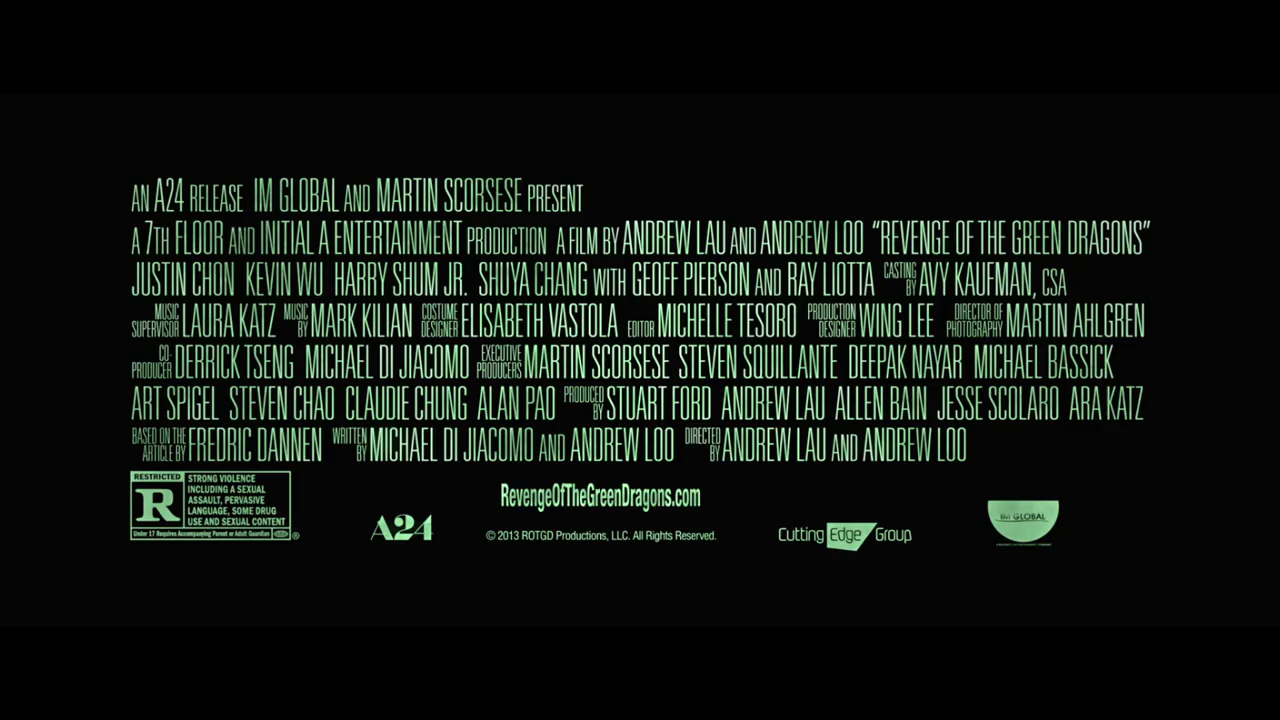 AN A24 RELEASE IM GLOBAL AND MARTIN SCORSESE PRESENT
A 7TH FLOOR AND INITIAL A ENTERTAINMENT PRODUCTION A FILM BY ANDREW LAU AND ANDREW LOO "REVENGE OF THE GREEN DRAGONS"
JUSTIN CHON KEVIN WU HARRY SHUM JR. SHUYA CHANG WITH GEOFF PIERSON AND RAY LIOTTA CASTING BY AVY KAUFMAN, CSA
MUSIC SUPERVISOR LAURA KATZ MUSIC BY MARK KILIAN COSTUME DESIGNER ELISABETH VASTOLA EDITOR MICHELLE TESORO PRODUCTION DESIGNER WING LEE DIRECTOR OF PHOTOGRAPHY MARTIN AHLGREN
CO-PRODUCER DERRICK TSENG MICHAEL DI JIACOMO EXECUTIVE PRODUCERS MARTIN SCORSESE STEVEN SQUILLANTE DEEPAK NAYAR MICHAEL BASSICK
ART SPIGEL STEVEN CHAO CLAUDIE CHUNG ALAN PAO PRODUCED BY STUART FORD ANDREW LAU ALLEN BAIN JESSE SCOLARO ARA KATZ
BASED ON THE ARTICLE BY FREDRIC DANNEN WRITTEN BY MICHAEL DI JIACOMO AND ANDREW LOO DIRECTED BY ANDREW LAU AND ANDREW LOO
RESTRICTED
R
STRONG VIOLENCE
INCLUDING A SEXUAL
ASSAULT, PERVASIVE
LANGUAGE, SOME DRUG
USE AND SEXUAL CONTENT
Under 17 Requires Accompanying Parent or Adult Guardian
®
A24
RevengeOfTheGreenDragons.com
© 2013 ROTGD Productions, LLC. All Rights Reserved.
Cutting Edge Group
IM GLOBAL